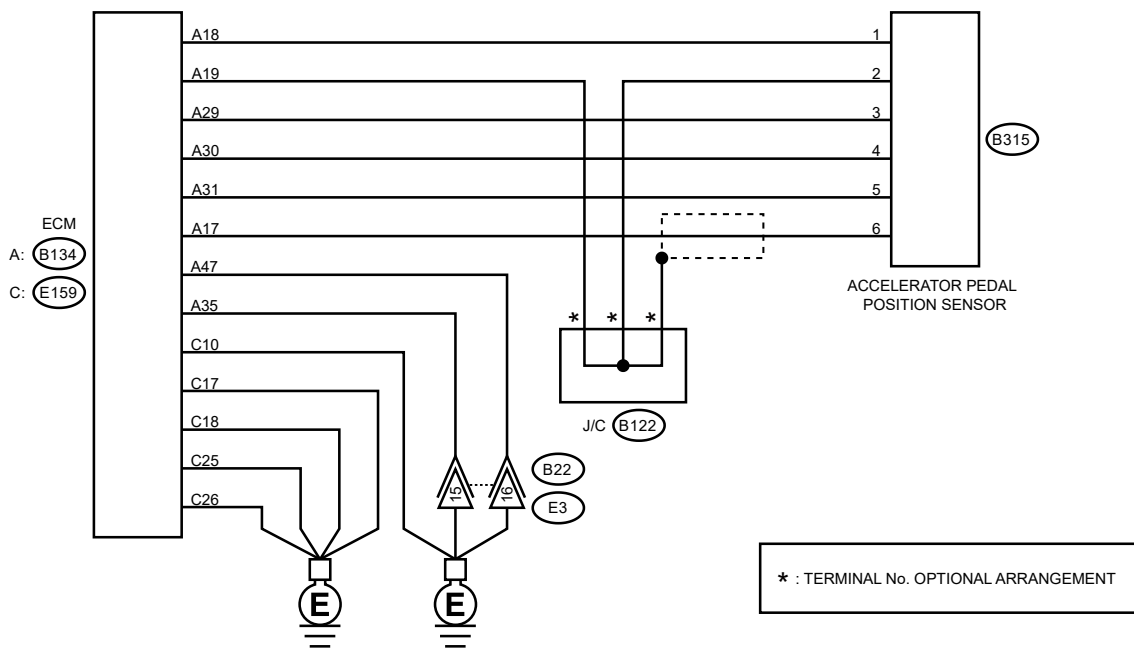 A18
1
A19
2
A29
3
B315
A30
4
A31
5
ECM
A17
6
A: B134
A47
C: E159
ACCELERATOR PEDAL
POSITION SENSOR
A35
* * *
C10
C17
J/C B122
C18
B22
C25
15
16
C26
E3
* : TERMINAL No. OPTIONAL ARRANGEMENT
E
E